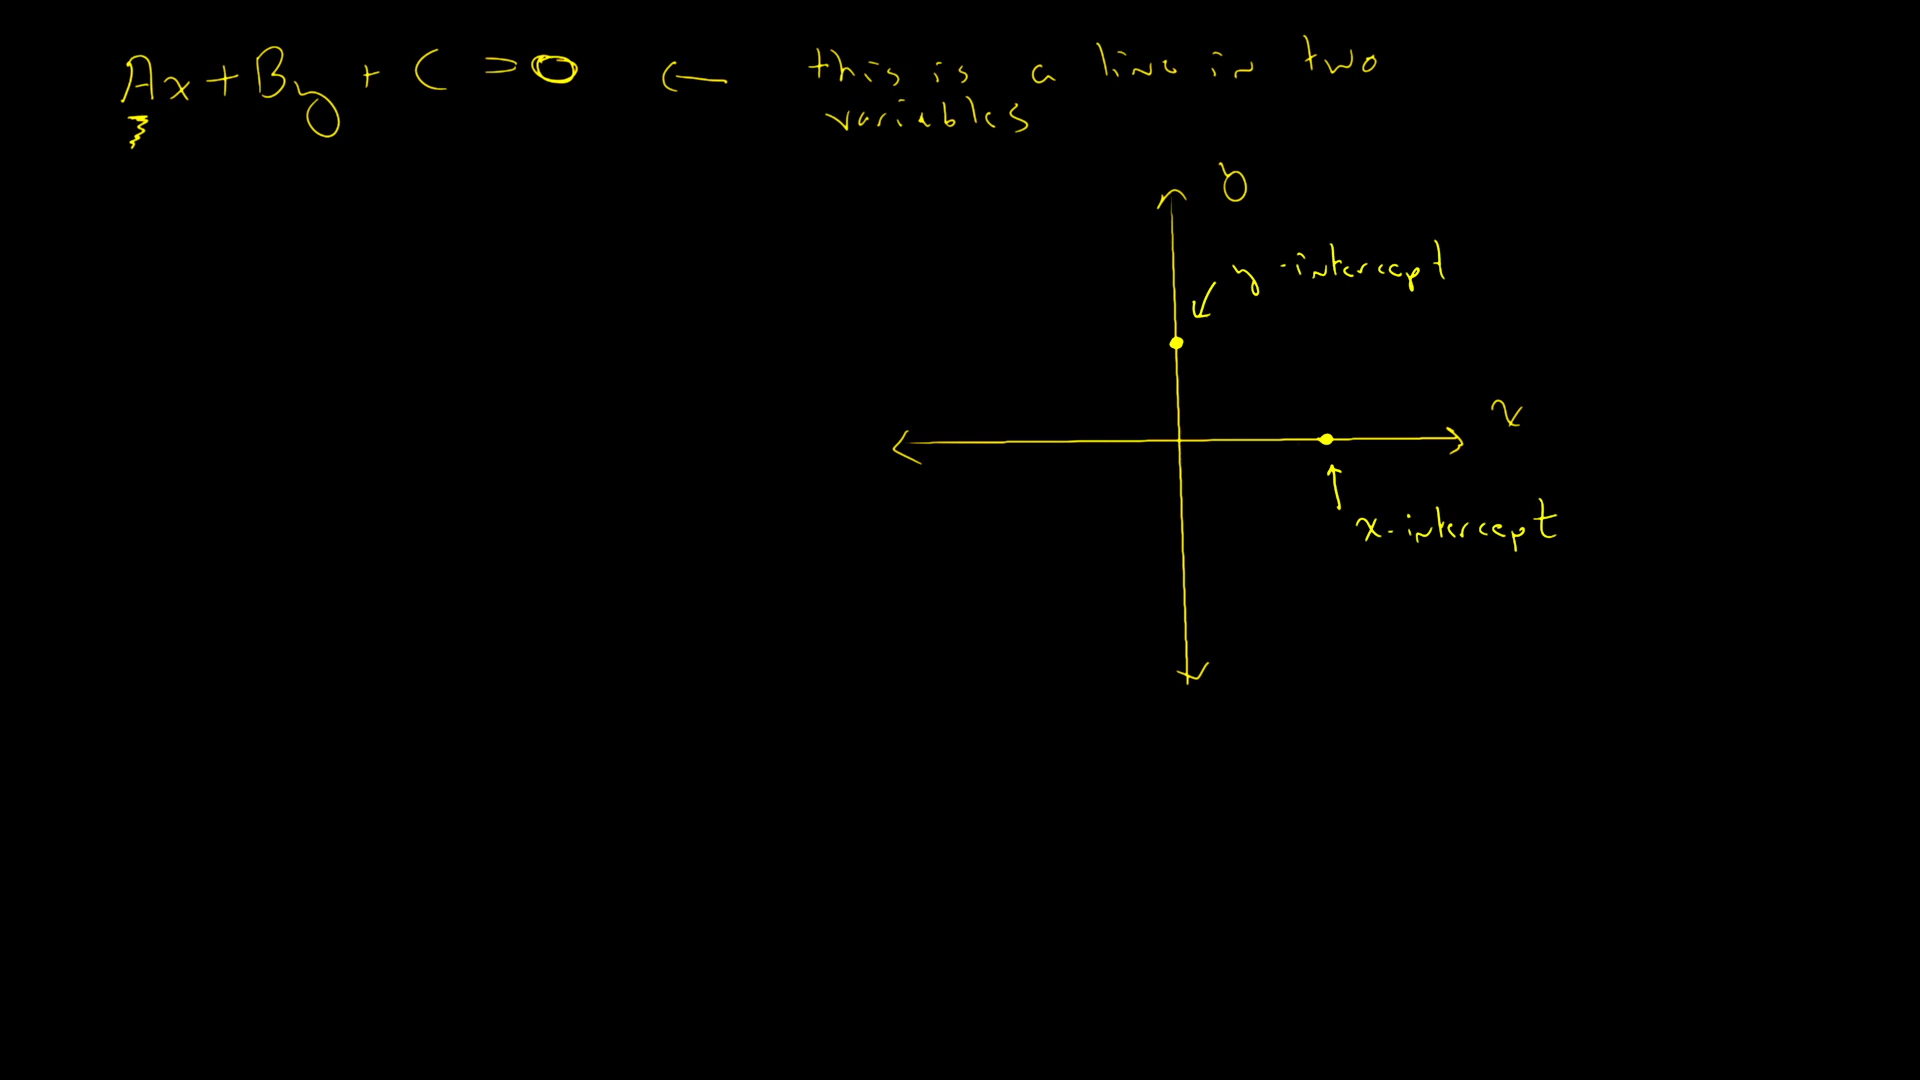 Ax + By + C = 0 ← this is a line in two
variables
y
y-intercept
x
x-intercept